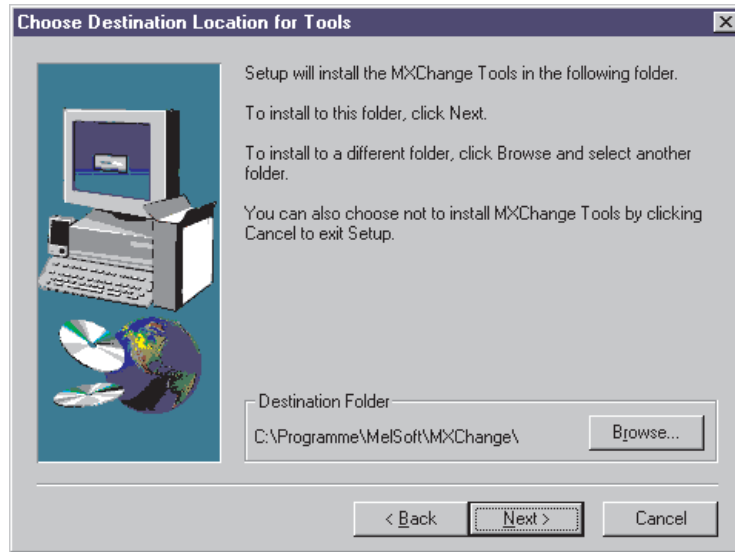 Choose Destination Location for Tools
Setup will install the MXChange Tools in the following folder.
To install to this folder, click Next.
To install to a different folder, click Browse and select another
folder.
You can also choose not to install MXChange Tools by clicking
Cancel to exit Setup.
Destination Folder
C:\Programme\MelSoft\MXChange\
Browse...
< Back
Next >
Cancel